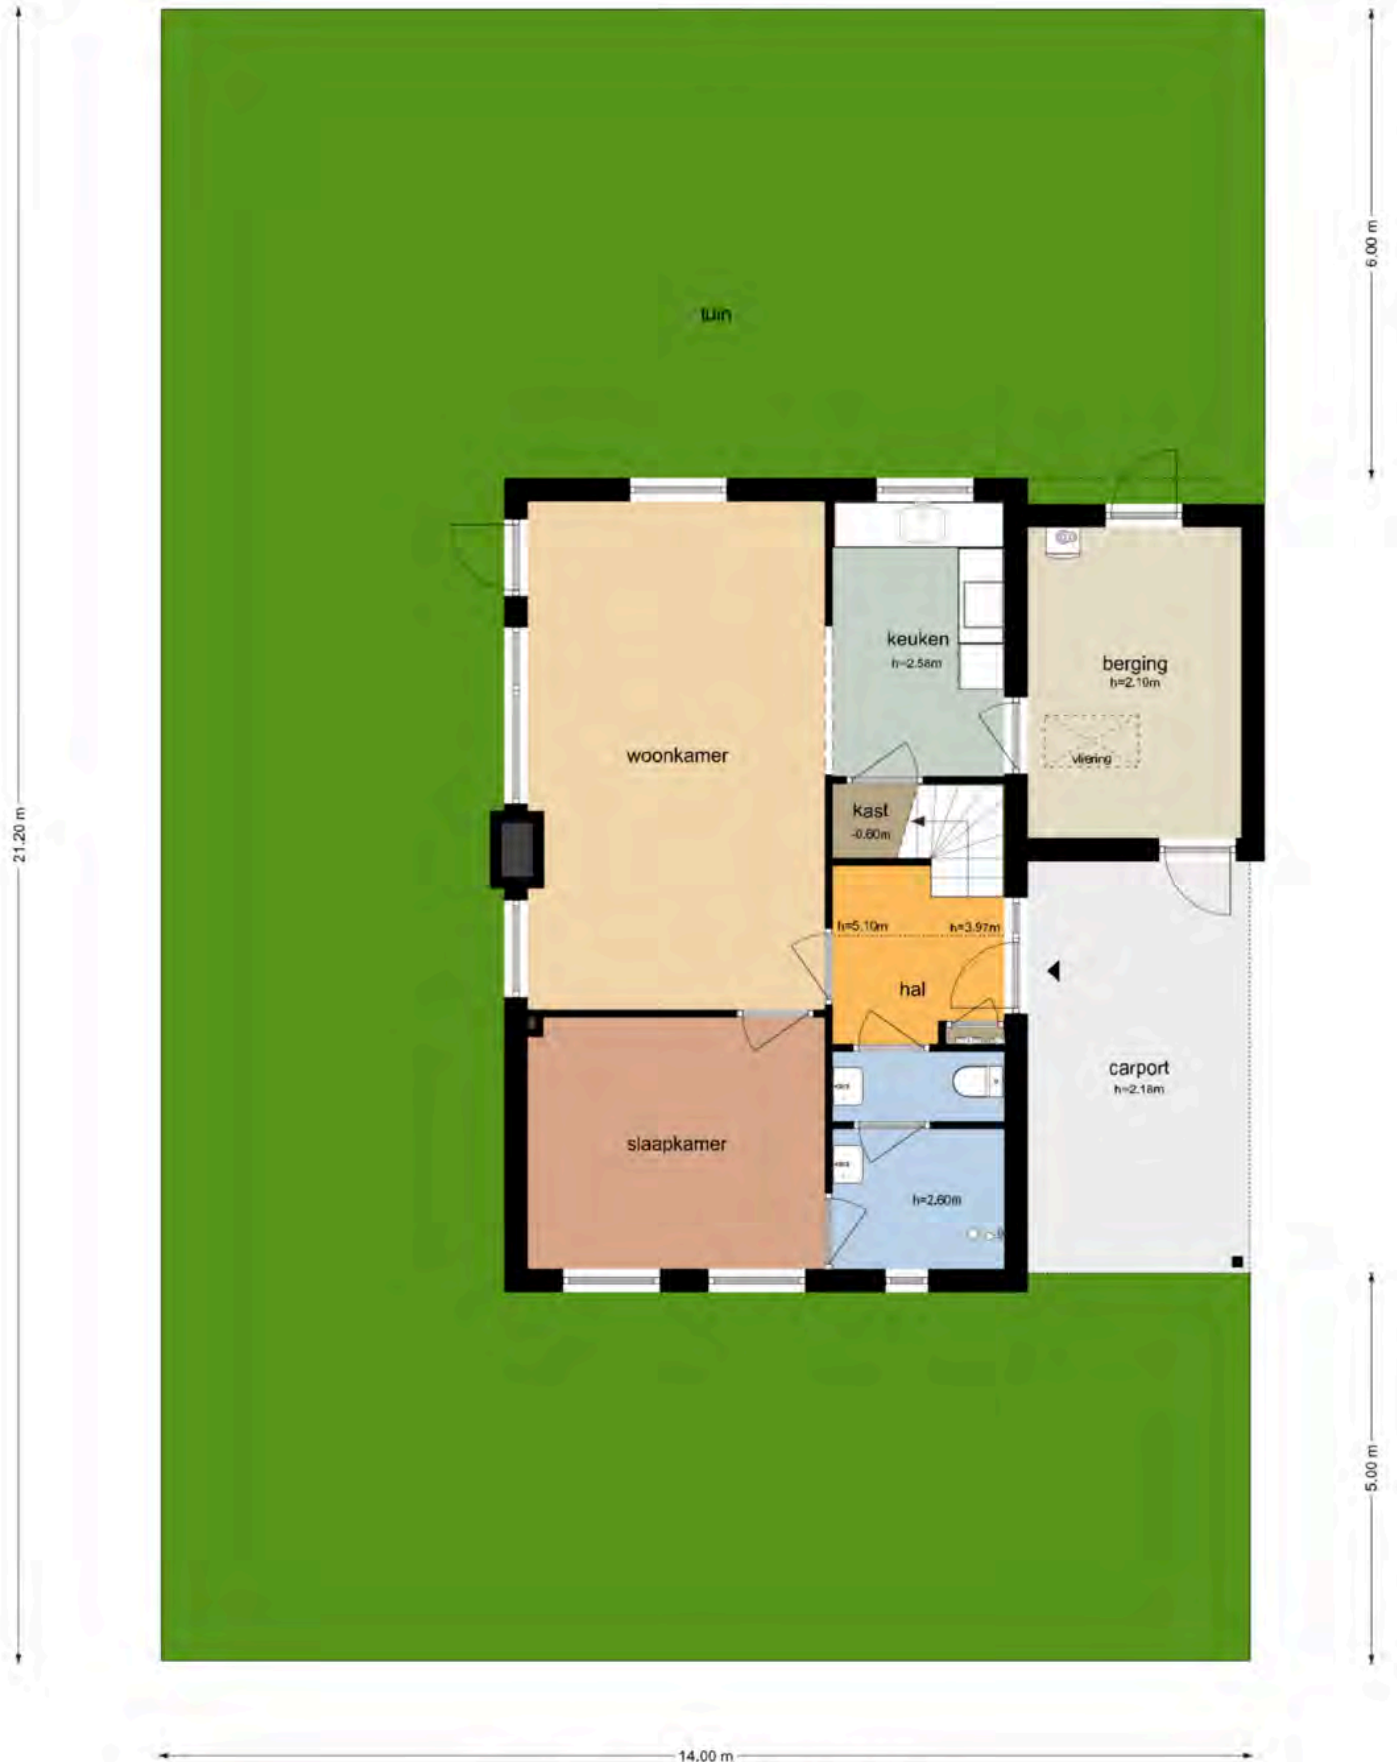 6.00 m
tuin
keuken
h=2.58m
berging
h=2.10m
woonkamer
vliering
kast
-0.60m
21.20 m
h=5.10m
h=3.97m
hal
carport
h=2.18m
slaapkamer
h=2.60m
5.00 m
14.00 m